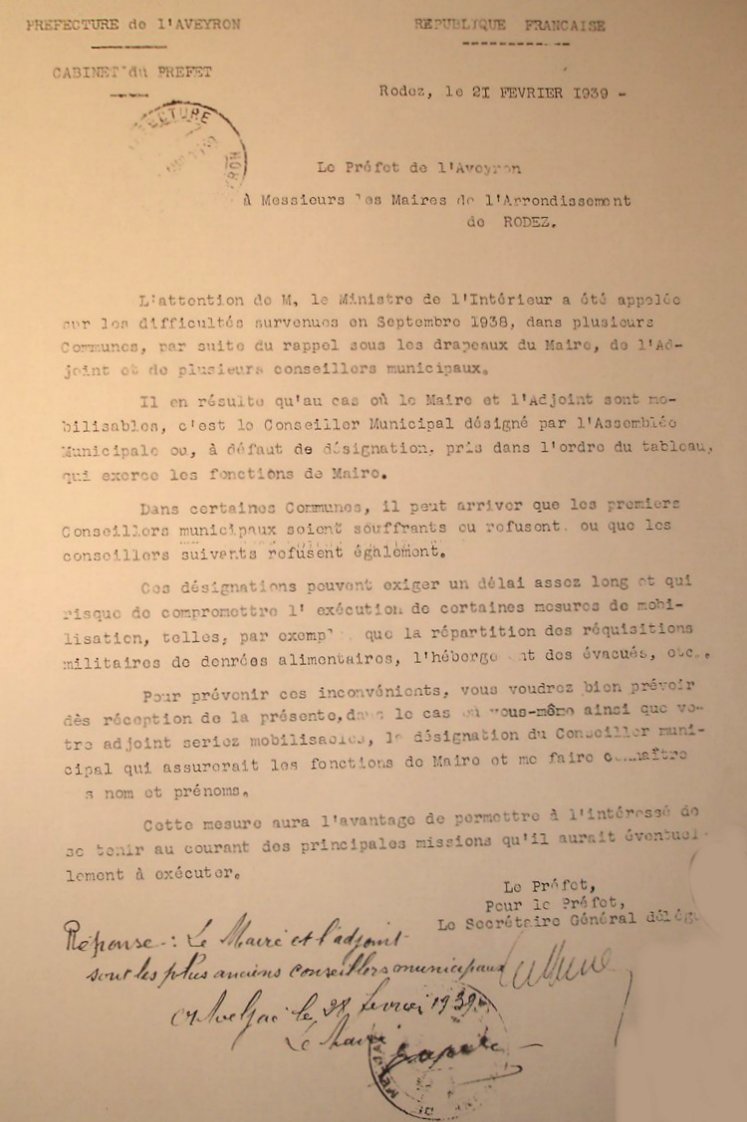 PREFECTURE de l'AVEYRON
REPUBLIQUE FRANCAISE
CABINET du PREFET
Rodez, le 21 FEVRIER 1939 -
PREFECTURE
Le Préfet de l'Aveyron
à Messieurs les Maires de l'Arrondissement
de RODEZ.
L'attention de M, le Ministre de l'Intérieur a été appelée
sur les difficultés survenues en Septembre 1938, dans plusieurs
Communes, par suite du rappel sous les drapeaux du Maire, de l'Ad-
joint et de plusieurs conseillers municipaux.
Il en résulte qu'au cas où le Maire et l'Adjoint sont mo-
bilisables, c'est le Conseiller Municipal désigné par l'Assemblée
Municipale ou, à défaut de désignation, pris dans l'ordre du tableau,
qui exerce les fonctions de Maire.
Dans certaines Communes, il peut arriver que les premiers
Conseillers municipaux soient souffrants ou refusent, ou que les
conseillers suivants refusent également.
Ces désignations peuvent exiger un délai assez long et qui
risque de compromettre l' exécution de certaines mesures de mobi-
lisation, telles, par exemple, que la répartition des réquisitions
militaires de denrées alimentaires, l'hébergement des évacués, etc..
Pour prévenir ces inconvénients, vous voudrez bien prévoir
dès réception de la présente, dans le cas où vous-même ainsi que vo-
tre adjoint seriez mobilisables, la désignation du Conseiller muni-
cipal qui assurerait les fonctions de Maire et me faire connaître
s nom et prénoms.
Cette mesure aura l'avantage de permettre à l'intéressé de
se tenir au courant des principales missions qu'il aurait éventuel-
lement à exécuter.
Le Préfet,
Pour le Préfet,
Le Secrétaire Général délég
Réponse : Le Maire et l'adjoint
sont les plus anciens conseillers municipaux
le 28 février 1939
Le Maire